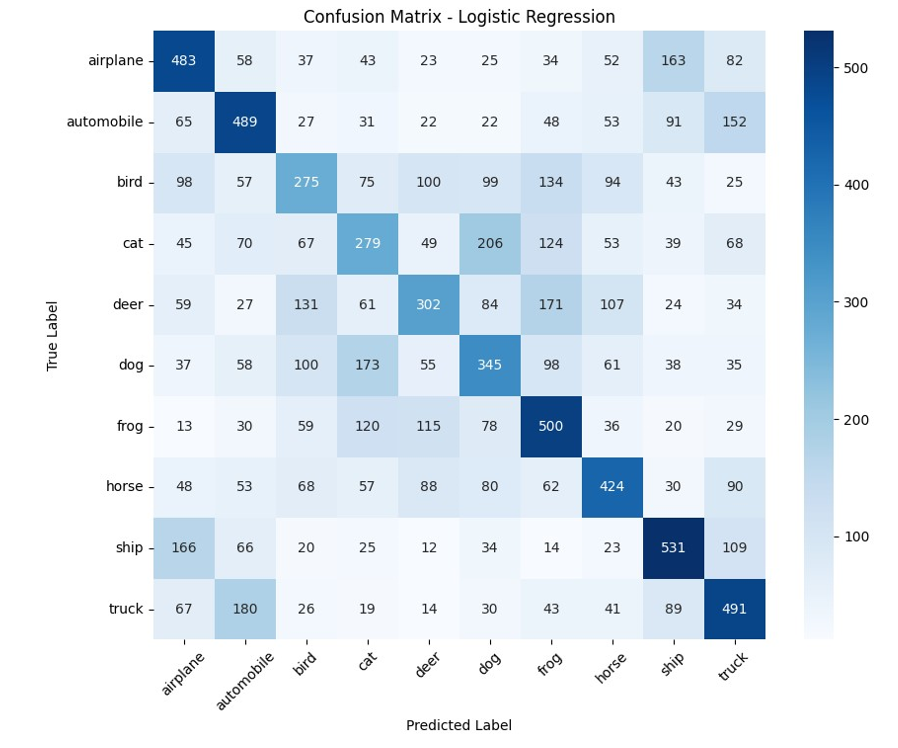 Confusion Matrix - Logistic Regression
airplane 483 58 37 43 23 25 34 52 163 82
automobile 65 489 27 31 22 22 48 53 91 152
bird 98 57 275 75 100 99 134 94 43 25
cat 45 70 67 279 49 206 124 53 39 68
deer 59 27 131 61 302 84 171 107 24 34
dog 37 58 100 173 55 345 98 61 38 35
frog 13 30 59 120 115 78 500 36 20 29
horse 48 53 68 57 88 80 62 424 30 90
ship 166 66 20 25 12 34 14 23 531 109
truck 67 180 26 19 14 30 43 41 89 491
airplane automobile bird cat deer dog frog horse ship truck
True Label
Predicted Label
500
400
300
200
100